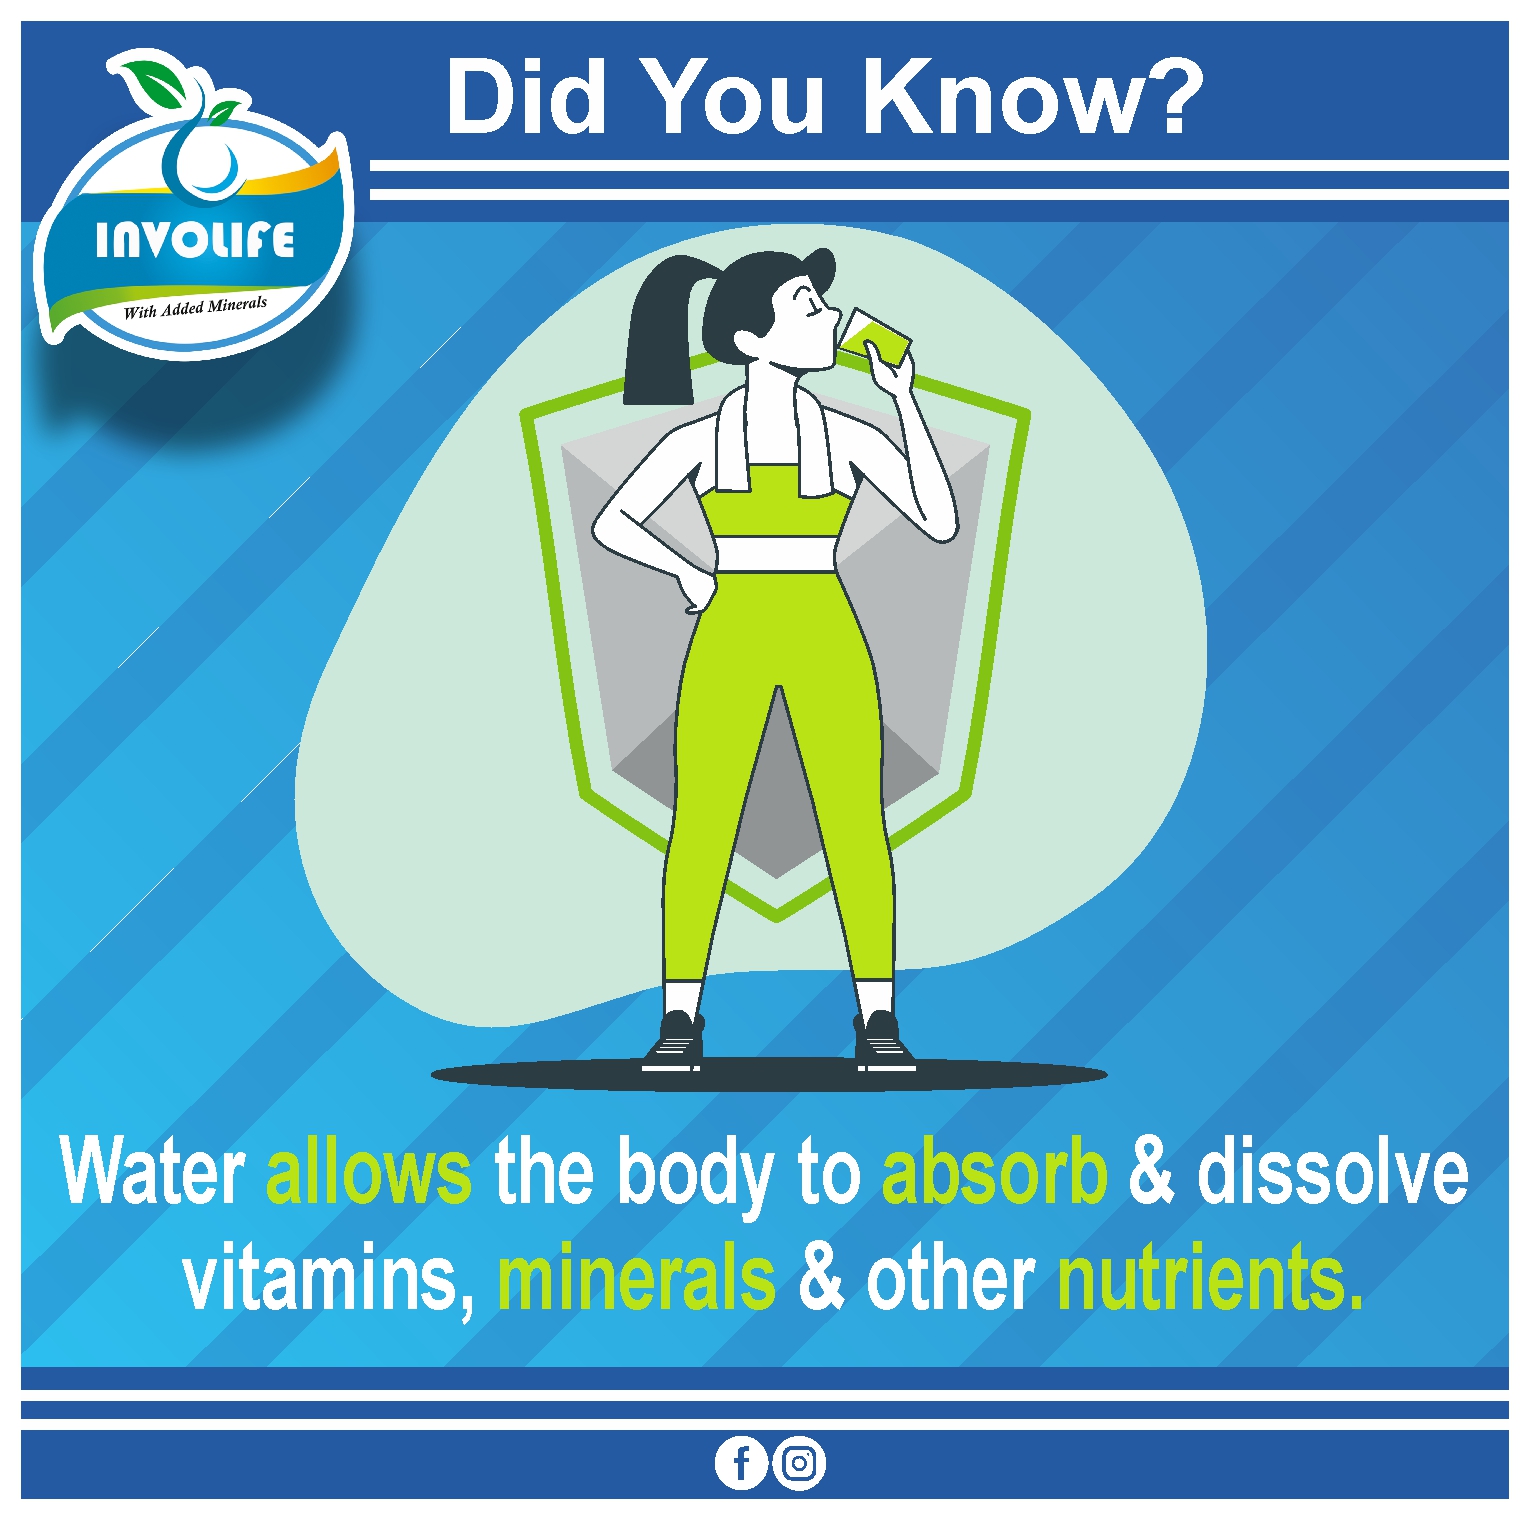 Did You Know?
INVOLIFE
With Added Minerals
Water allows the body to absorb & dissolve
vitamins, minerals & other nutrients.